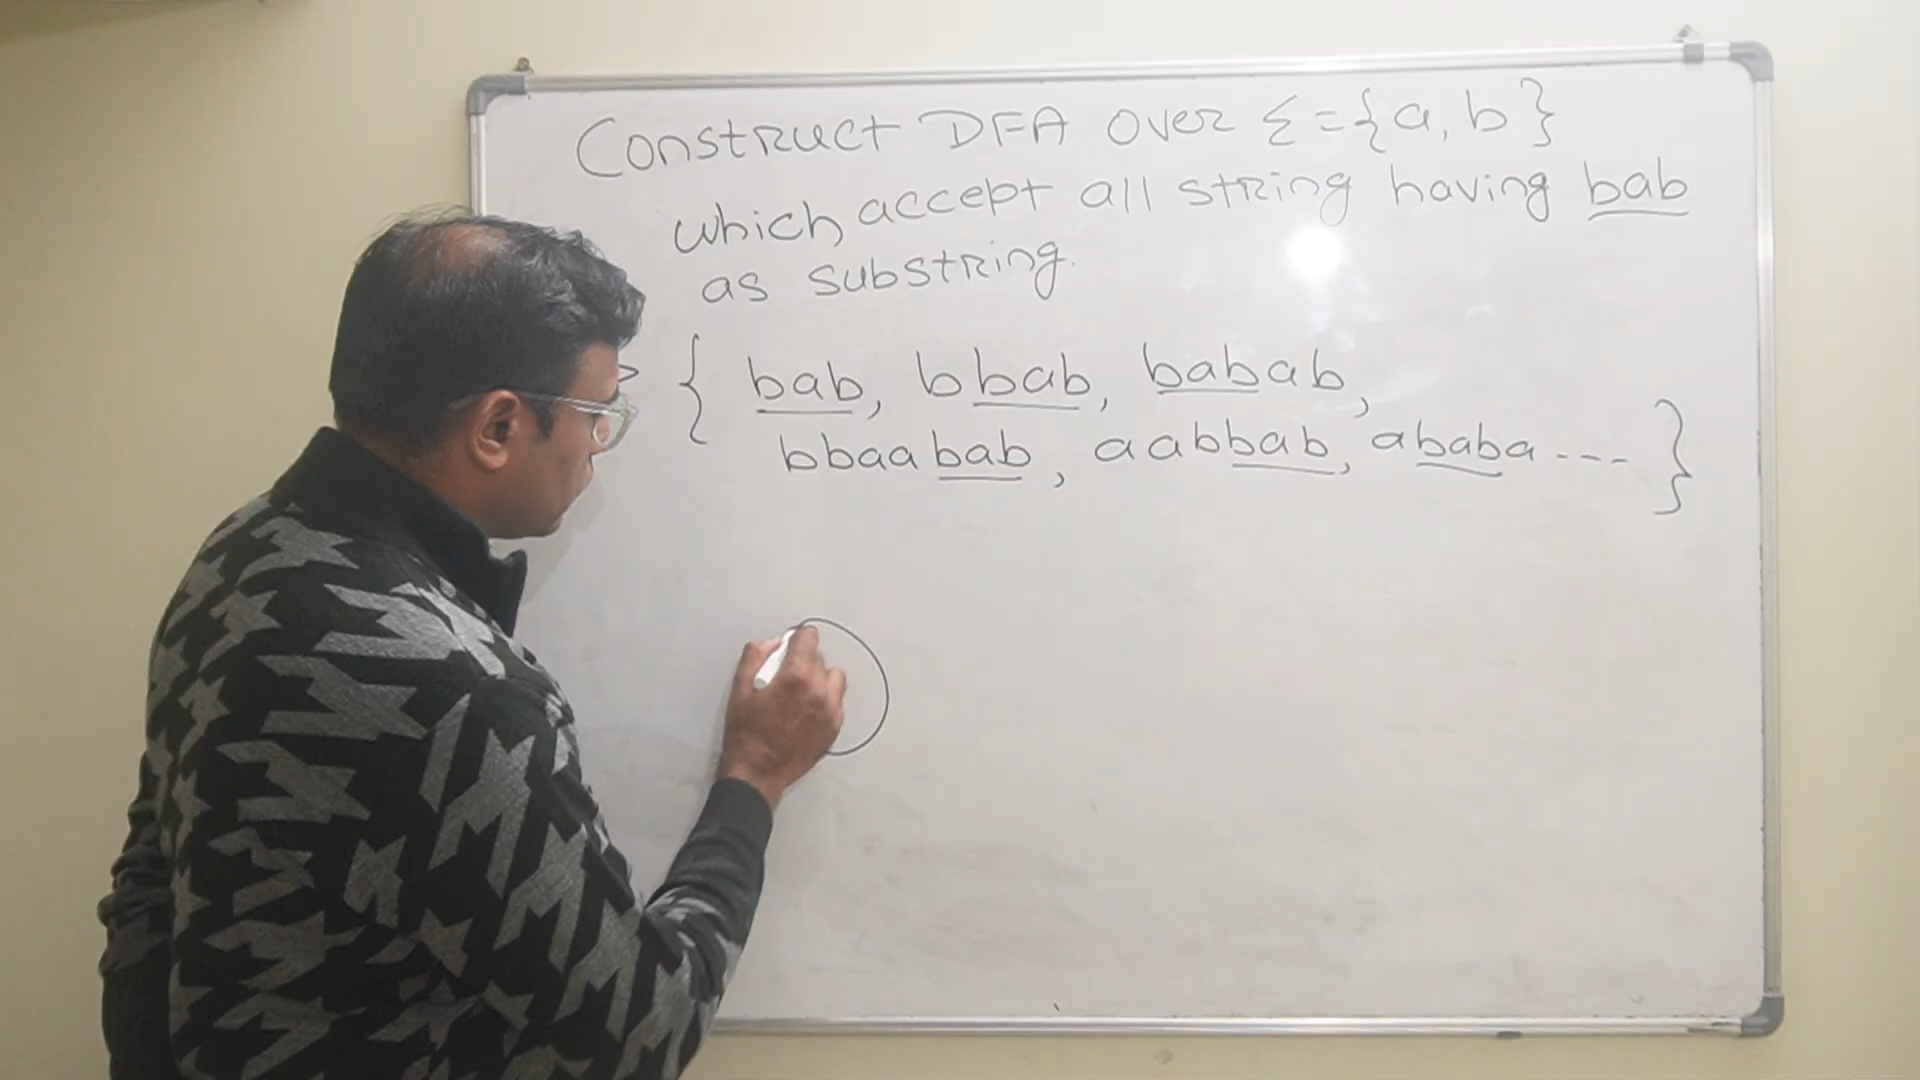 Construct DFA over Σ={a, b}
which accept all string having bab
as substring.
{ bab, bbab, babab,
bbaabab, aabbab, ababa ---- }